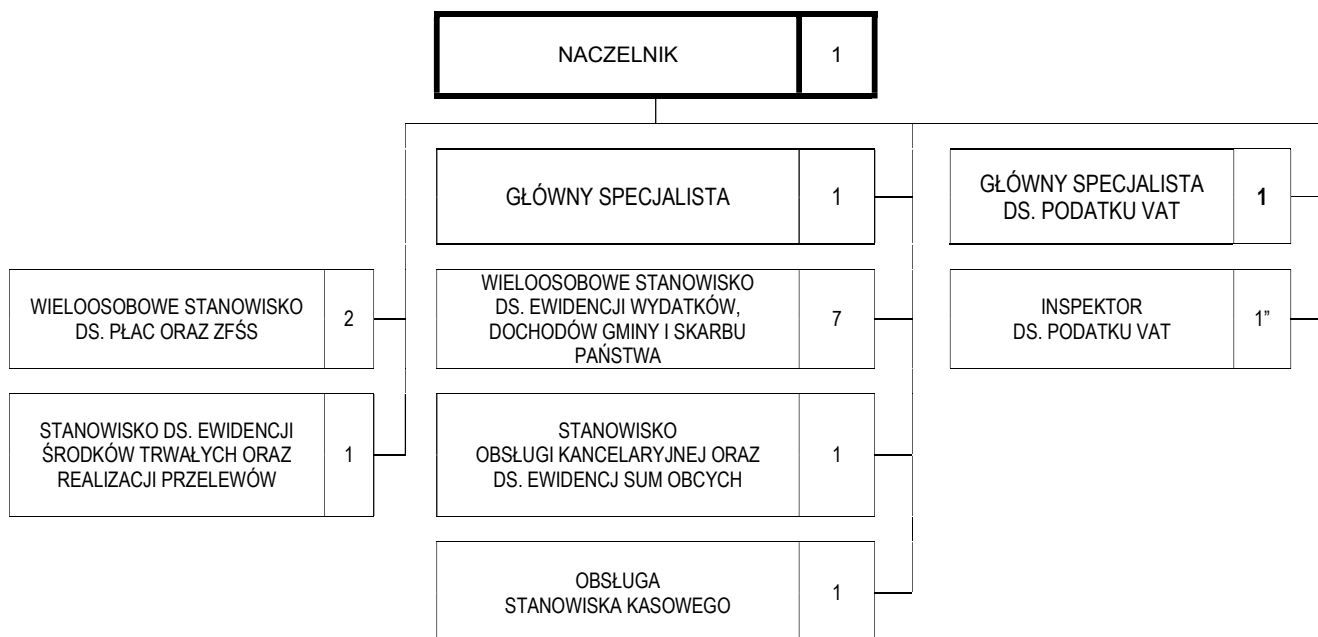 NACZELNIK 1
GŁÓWNY SPECJALISTA 1
GŁÓWNY SPECJALISTA
DS. PODATKU VAT
1
WIELOOSOBOWE STANOWISKO
DS. PŁAC ORAZ ZFŚS
2
WIELOOSOBOWE STANOWISKO
DS. EWIDENCJI WYDATKÓW,
DOCHODÓW GMINY I SKARBU
PAŃSTWA
7
INSPEKTOR
DS. PODATKU VAT
1”
STANOWISKO DS. EWIDENCJI
ŚRODKÓW TRWAŁYCH ORAZ
REALIZACJI PRZELEWÓW
1
STANOWISKO
OBSŁUGI KANCELARYJNEJ ORAZ
DS. EWIDENCJ SUM OBCYCH
1
OBSŁUGA
STANOWISKA KASOWEGO
1